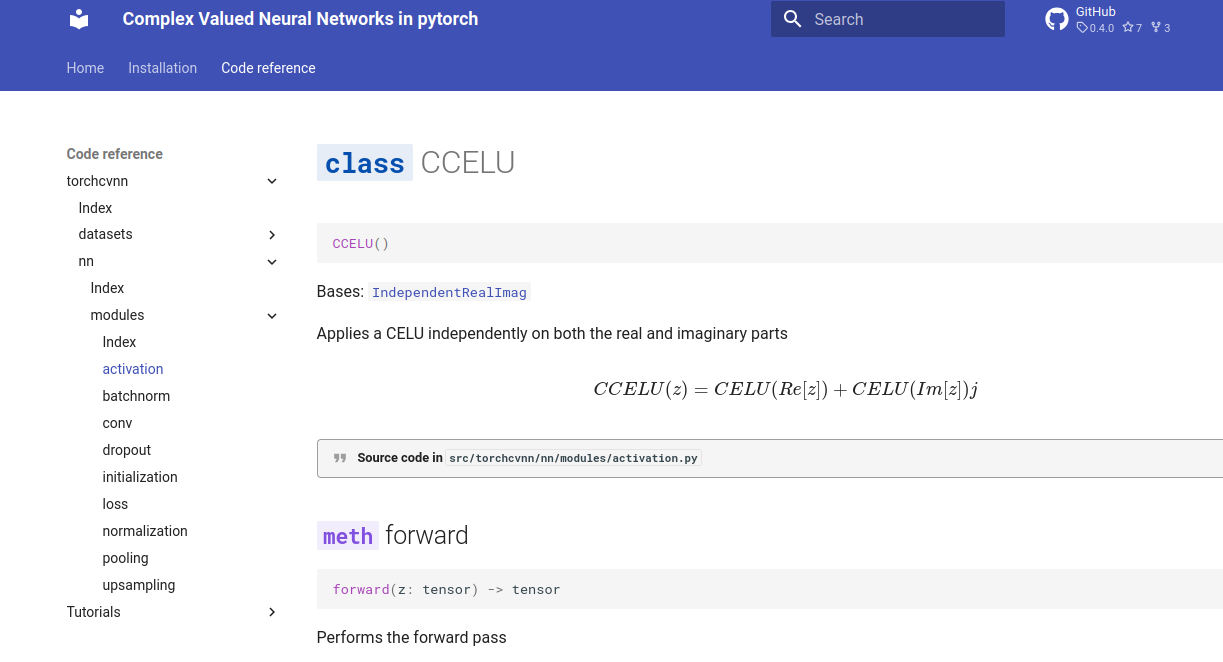 Complex Valued Neural Networks in pytorch
Search
GitHub
0.4.0 7 3
Home Installation Code reference
Code reference
torchcvnn
Index
datasets
nn
Index
modules
Index
activation
batchnorm
conv
dropout
initialization
loss
normalization
pooling
upsampling
Tutorials
class CCELU
CCELU()
Bases: IndependentRealImag
Applies a CELU independently on both the real and imaginary parts
CCELU(z) = CELU(Re[z]) + CELU(Im[z])j
Source code in src/torchcvnn/nn/modules/activation.py
meth forward
forward(z: tensor) -> tensor
Performs the forward pass